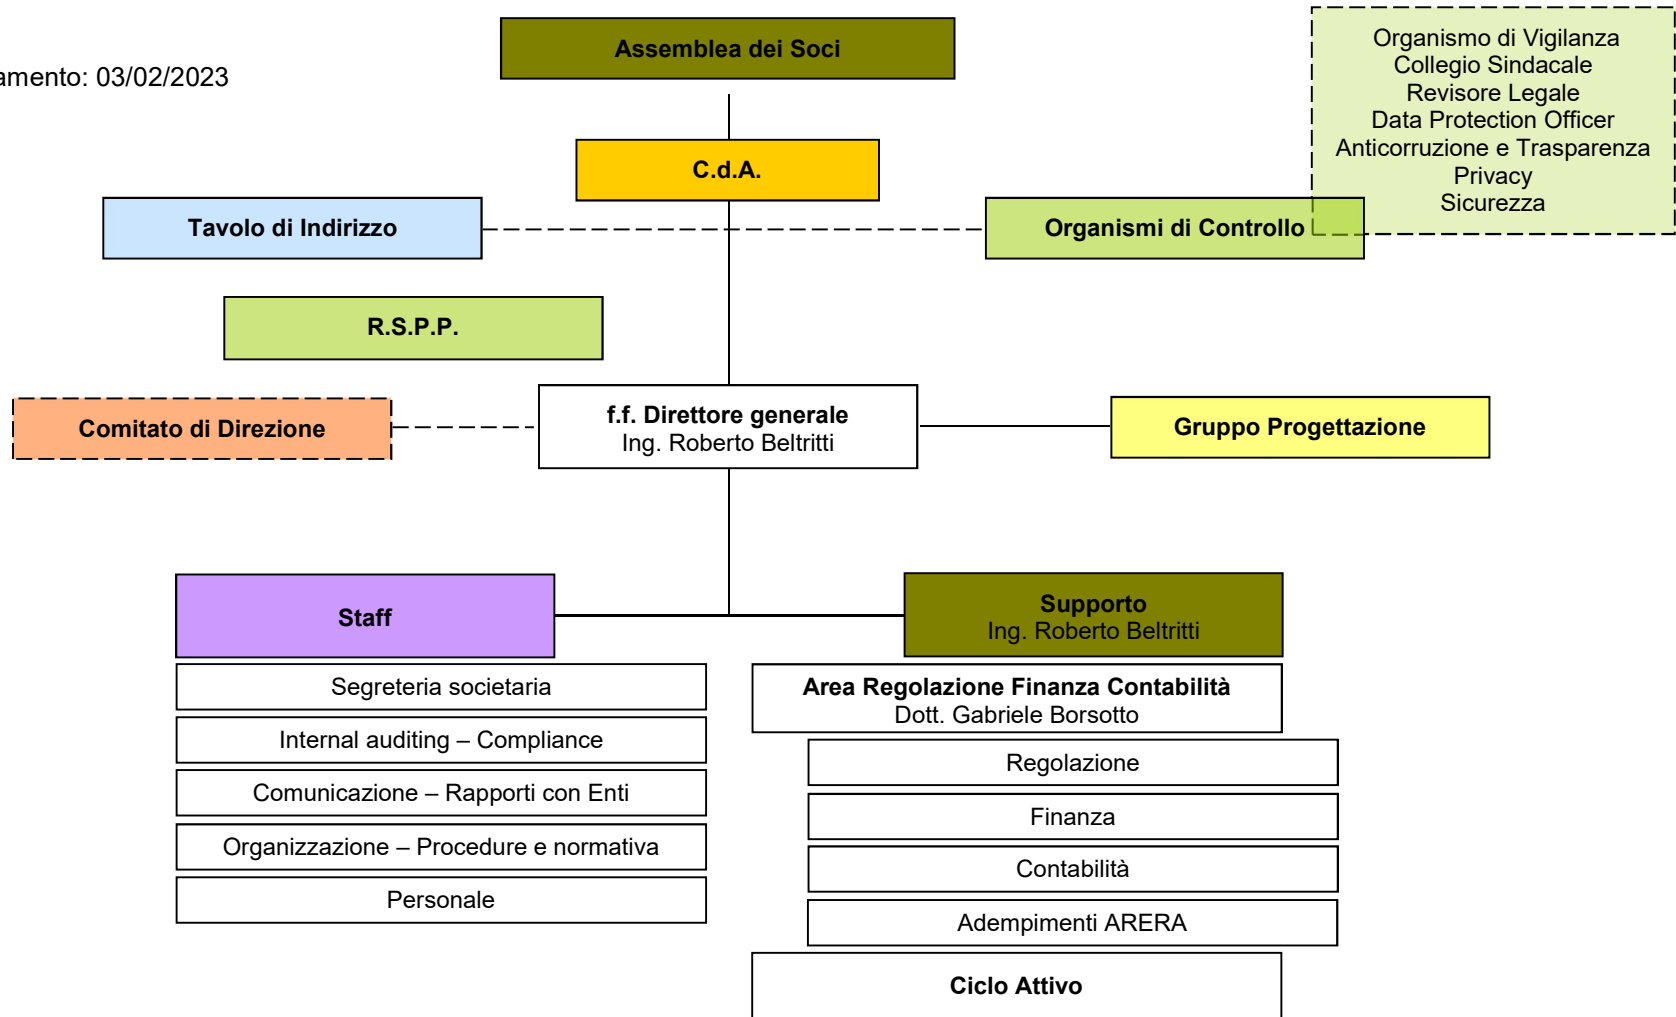 Assemblea dei Soci
Organismo di Vigilanza
Collegio Sindacale
Revisore Legale
Data Protection Officer
Anticorruzione e Trasparenza
Privacy
Sicurezza
amento: 03/02/2023
C.d.A.
Tavolo di Indirizzo
Organismi di Controllo
R.S.P.P.
Comitato di Direzione
f.f. Direttore generale
Ing. Roberto Beltritti
Gruppo Progettazione
Staff
Segreteria societaria
Internal auditing – Compliance
Comunicazione – Rapporti con Enti
Organizzazione – Procedure e normativa
Personale
Supporto
Ing. Roberto Beltritti
Area Regolazione Finanza Contabilità
Dott. Gabriele Borsotto
Regolazione
Finanza
Contabilità
Adempimenti ARERA
Ciclo Attivo